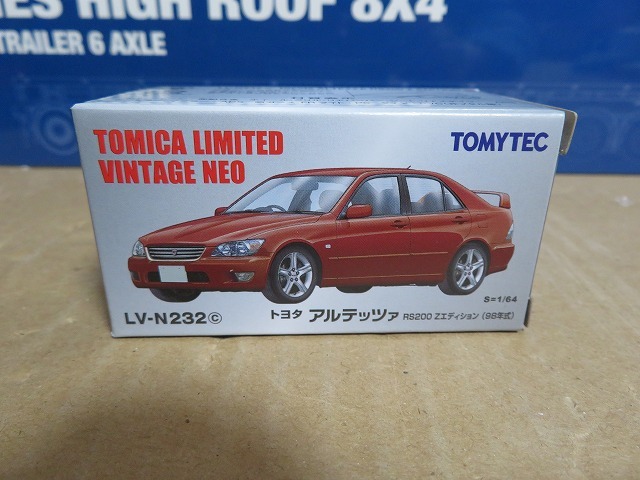 HIGH ROOF 8X4
TRAILER 6 AXLE
TOMICA LIMITED
VINTAGE NEO
TOMYTEC
S=1/64
LV-N232ⓒ
トヨタ アルテッツァ RS200 Zエディション (98年式)